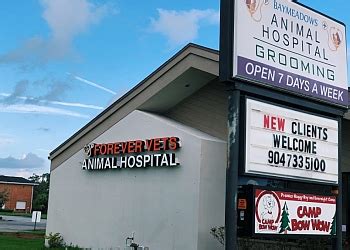 BAYMEADOWS
ANIMAL
HOSPITAL
GROOMING
OPEN 7 DAYS A WEEK
NEW CLIENTS
WELCOME
9047335100
FOREVER VETS
ANIMAL HOSPITAL
CAMP
BOW WOW
CAMP
BOW WOW